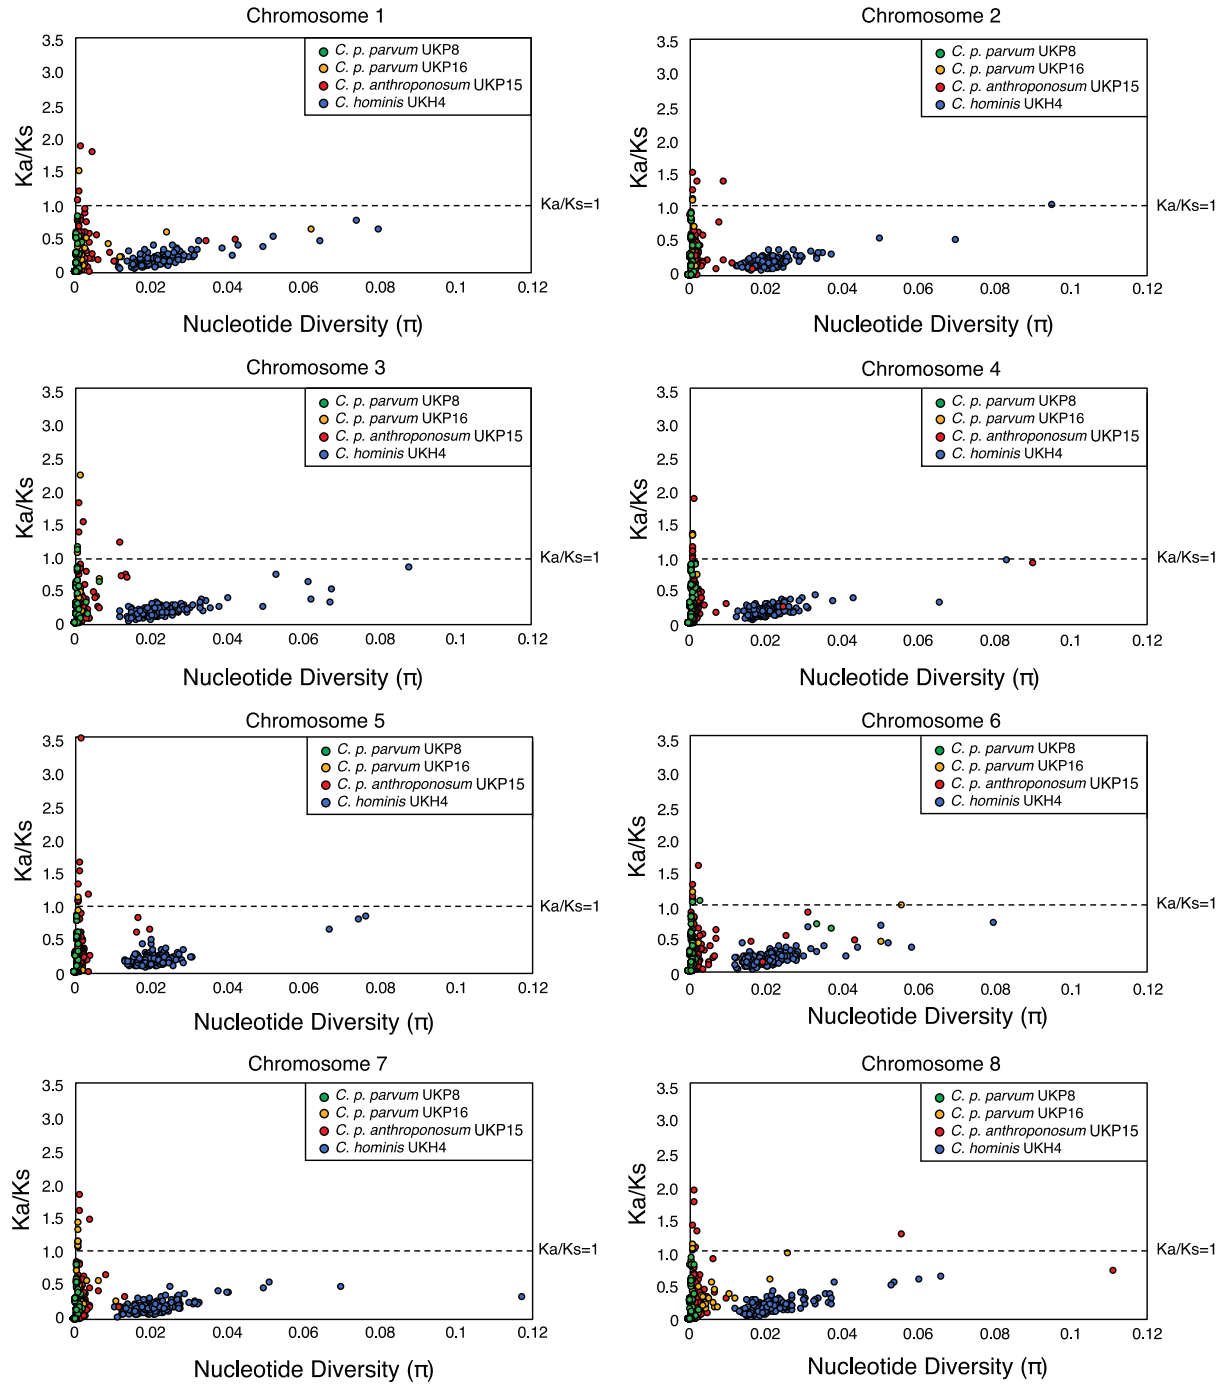 Chromosome 1
3.5
3.0
2.5
2.0
1.5
1.0
0.5
0
Ka/Ks
C. p. parvum UKP8
C. p. parvum UKP16
C. p. anthroponosum UKP15
C. hominis UKH4
Ka/Ks=1
0 0.02 0.04 0.06 0.08 0.1 0.12
Nucleotide Diversity (π)
Chromosome 2
3.5
3.0
2.5
2.0
1.5
1.0
0.5
0
Ka/Ks
C. p. parvum UKP8
C. p. parvum UKP16
C. p. anthroponosum UKP15
C. hominis UKH4
Ka/Ks=1
0 0.02 0.04 0.06 0.08 0.1 0.12
Nucleotide Diversity (π)
Chromosome 3
3.5
3.0
2.5
2.0
1.5
1.0
0.5
0
Ka/Ks
C. p. parvum UKP8
C. p. parvum UKP16
C. p. anthroponosum UKP15
C. hominis UKH4
Ka/Ks=1
0 0.02 0.04 0.06 0.08 0.1 0.12
Nucleotide Diversity (π)
Chromosome 4
3.5
3.0
2.5
2.0
1.5
1.0
0.5
0
Ka/Ks
C. p. parvum UKP8
C. p. parvum UKP16
C. p. anthroponosum UKP15
C. hominis UKH4
Ka/Ks=1
0 0.02 0.04 0.06 0.08 0.1 0.12
Nucleotide Diversity (π)
Chromosome 5
3.5
3.0
2.5
2.0
1.5
1.0
0.5
0
Ka/Ks
C. p. parvum UKP8
C. p. parvum UKP16
C. p. anthroponosum UKP15
C. hominis UKH4
Ka/Ks=1
0 0.02 0.04 0.06 0.08 0.1 0.12
Nucleotide Diversity (π)
Chromosome 6
3.5
3.0
2.5
2.0
1.5
1.0
0.5
0
Ka/Ks
C. p. parvum UKP8
C. p. parvum UKP16
C. p. anthroponosum UKP15
C. hominis UKH4
Ka/Ks=1
0 0.02 0.04 0.06 0.08 0.1 0.12
Nucleotide Diversity (π)
Chromosome 7
3.5
3.0
2.5
2.0
1.5
1.0
0.5
0
Ka/Ks
C. p. parvum UKP8
C. p. parvum UKP16
C. p. anthroponosum UKP15
C. hominis UKH4
Ka/Ks=1
0 0.02 0.04 0.06 0.08 0.1 0.12
Nucleotide Diversity (π)
Chromosome 8
3.5
3.0
2.5
2.0
1.5
1.0
0.5
0
Ka/Ks
C. p. parvum UKP8
C. p. parvum UKP16
C. p. anthroponosum UKP15
C. hominis UKH4
Ka/Ks=1
0 0.02 0.04 0.06 0.08 0.1 0.12
Nucleotide Diversity (π)